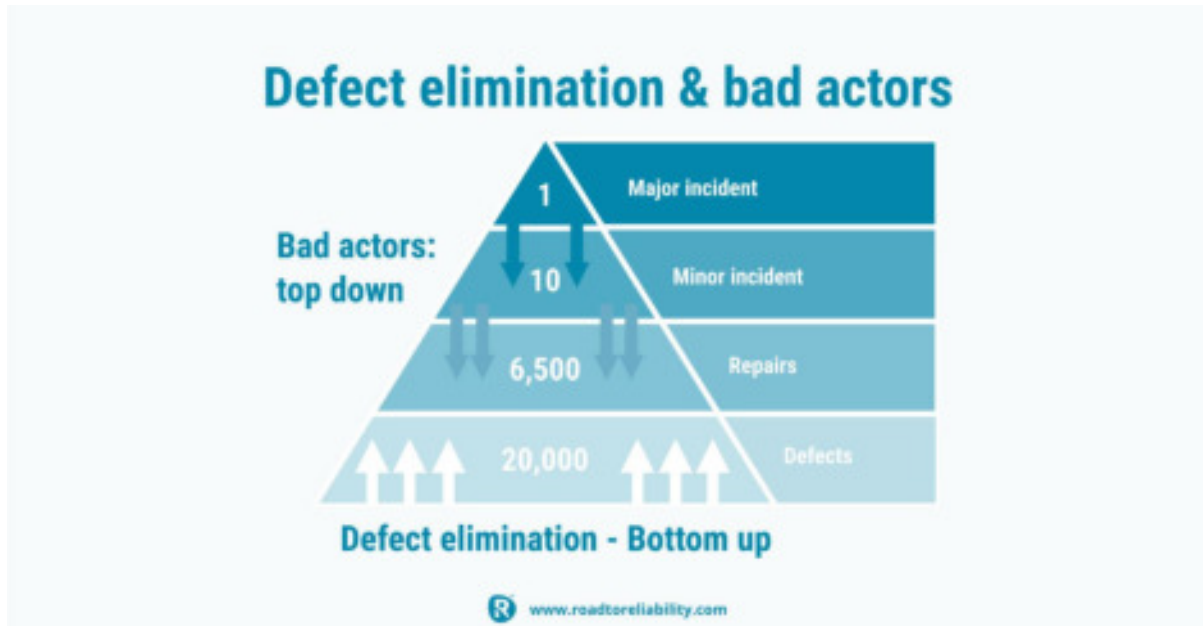 Defect elimination & bad actors
1
Major incident
Bad actors:
top down
10
Minor incident
6,500
Repairs
20,000
Defects
Defect elimination - Bottom up
R
www.roadtoreliability.com